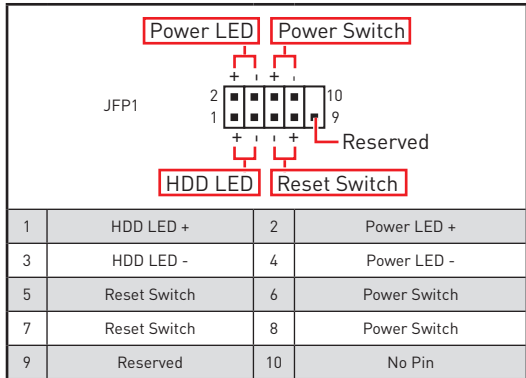 Power LED Power Switch
+ - + -
JFP1
2 10
1 9
+ - - +
Reserved
HDD LED Reset Switch
1 HDD LED + 2 Power LED +
3 HDD LED - 4 Power LED -
5 Reset Switch 6 Power Switch
7 Reset Switch 8 Power Switch
9 Reserved 10 No Pin